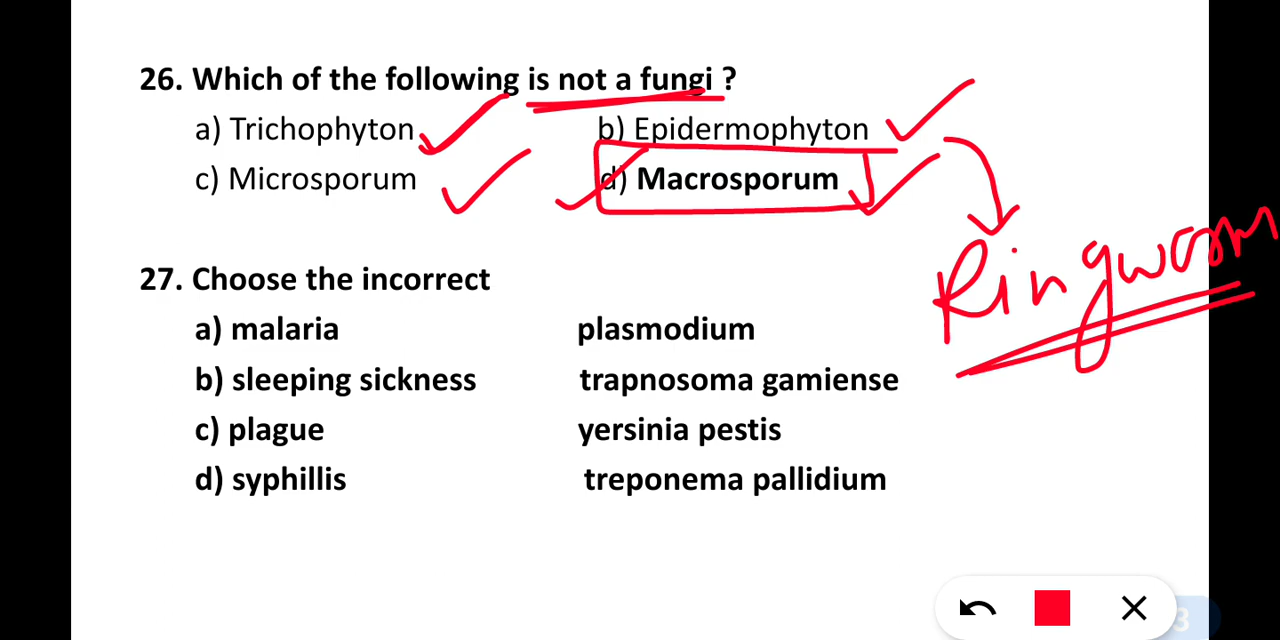 26. Which of the following is not a fungi ?
a) Trichophyton b) Epidermophyton
c) Microsporum d) Macrosporum
Ringworm
27. Choose the incorrect
a) malaria plasmodium
b) sleeping sickness trapnosoma gamiense
c) plague yersinia pestis
d) syphillis treponema pallidium
3